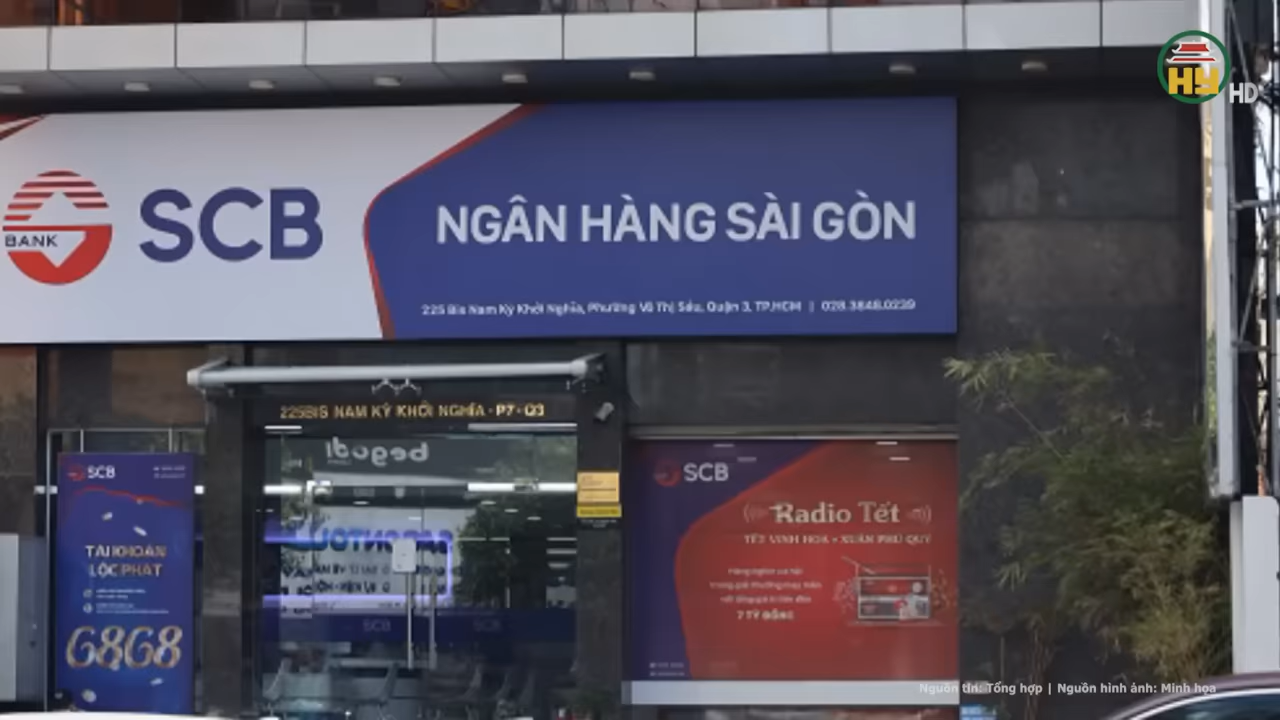 HY
HD
BANK
SCB
NGÂN HÀNG SÀI GÒN
225 Bis Nam Kỳ Khởi Nghĩa, Phường Võ Thị Sáu, Quận 3, TP.HCM | 028.3848.0239
225BIS NAM KỲ KHỞI NGHĨA - P7 - Q3
begodi
SCB
TÀI KHOẢN
LỘC PHÁT
6868
SCB
SCB
SCB
Radio Tết
TẾT VINH HOA - XUÂN PHÚ QUÝ
7 TỶ ĐỒNG
Nguồn tin: Tổng hợp | Nguồn hình ảnh: Minh họa